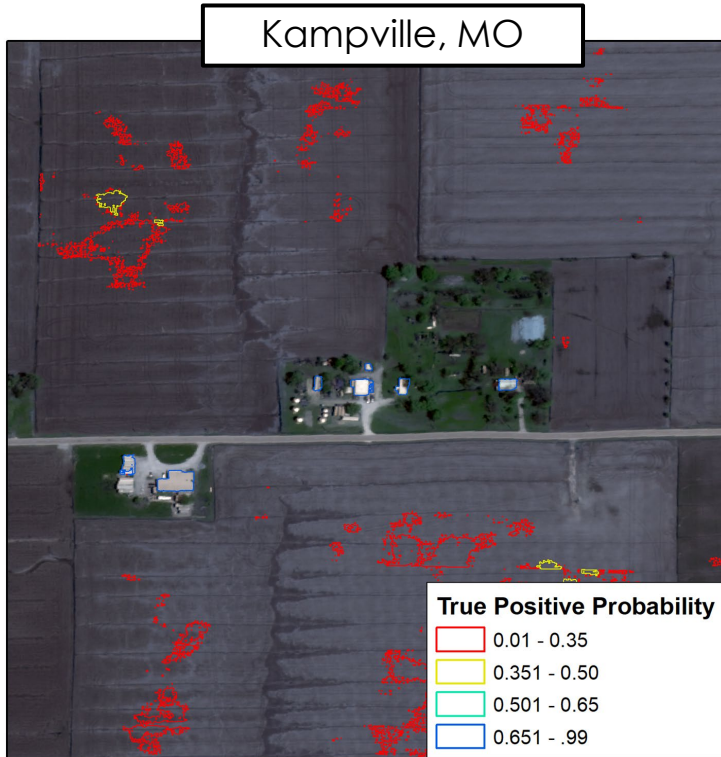 Kampville, MO
True Positive Probability
0.01 - 0.35
0.351 - 0.50
0.501 - 0.65
0.651 - .99